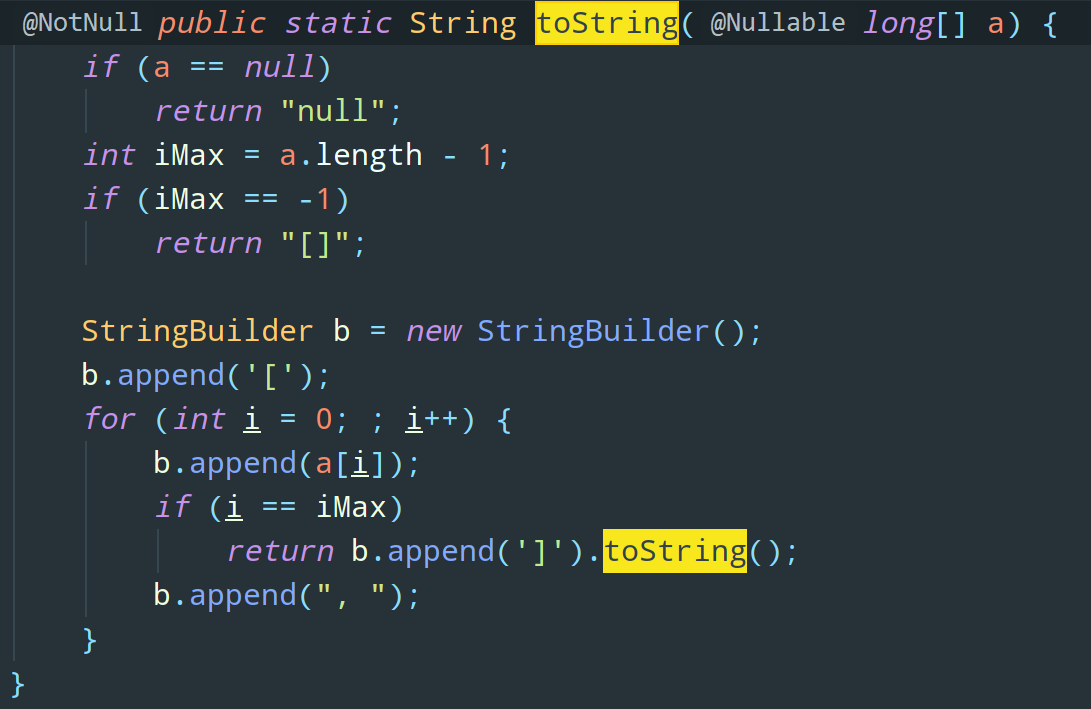 @NotNull public static String toString( @Nullable long[] a) {
if (a == null)
return "null";
int iMax = a.length - 1;
if (iMax == -1)
return "[]";
StringBuilder b = new StringBuilder();
b.append('[');
for (int i = 0; ; i++) {
b.append(a[i]);
if (i == iMax)
return b.append(']').toString();
b.append(", ");
}
}